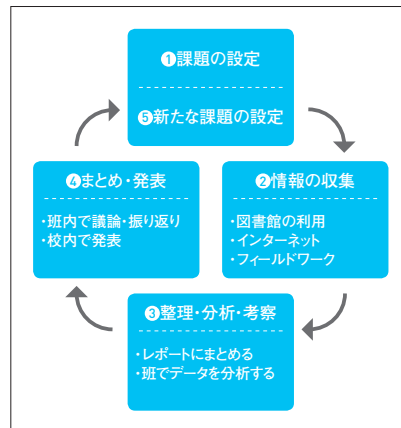 ❶課題の設定
❺新たな課題の設定
❷情報の収集
・図書館の利用
・インターネット
・フィールドワーク
❸整理・分析・考察
・レポートにまとめる
・班でデータを分析する
❹まとめ・発表
・班内で議論・振り返り
・校内で発表